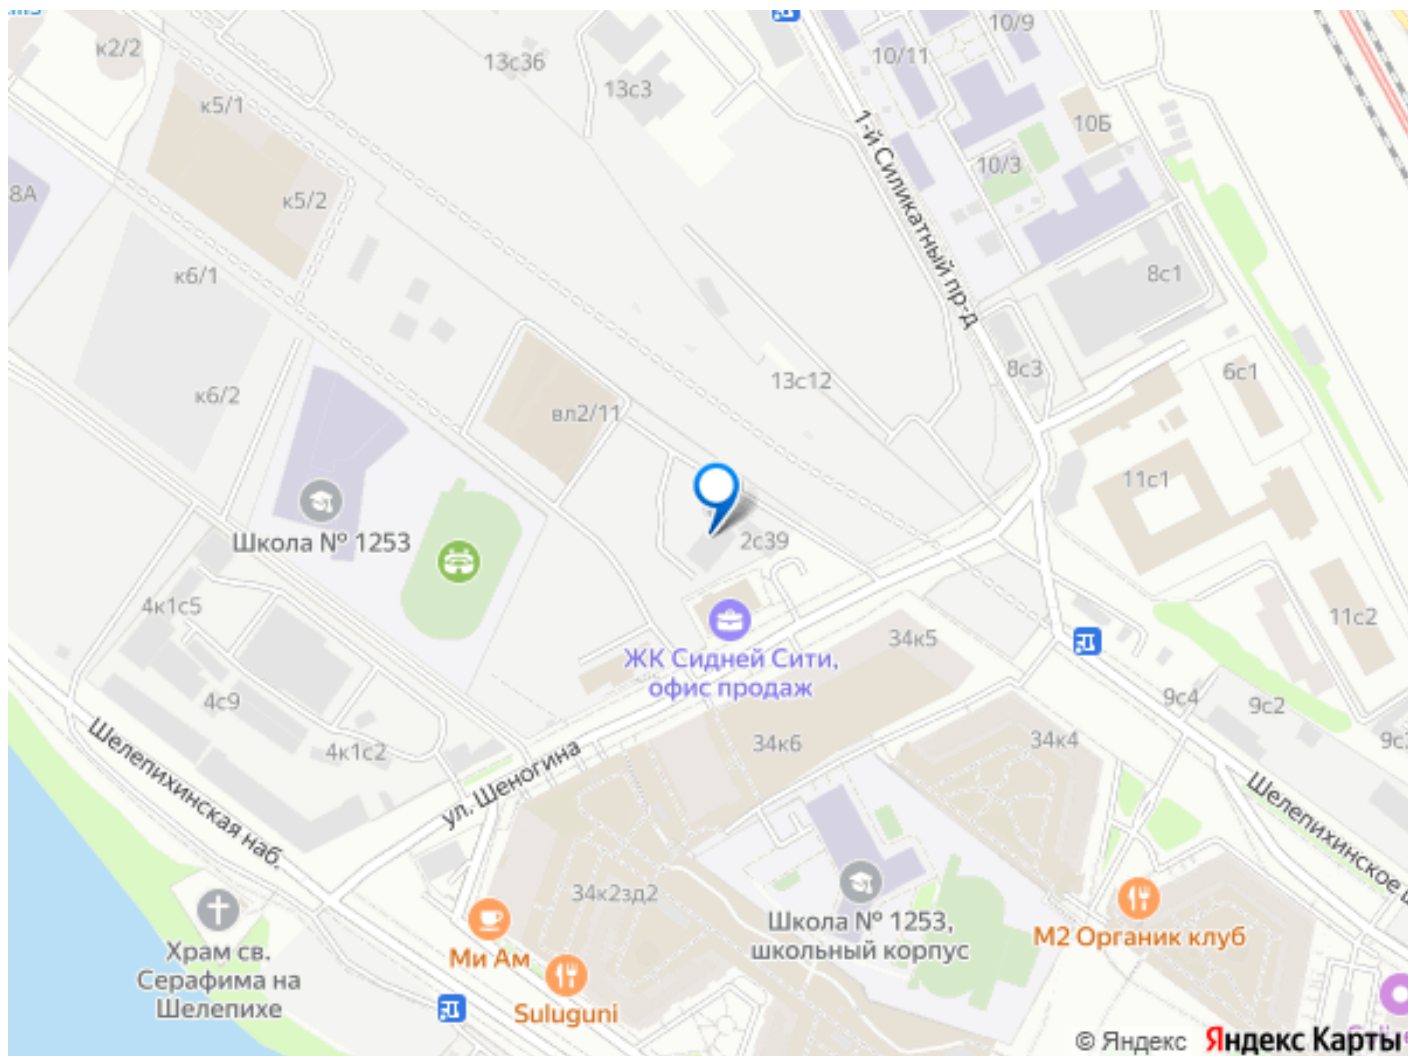 к2/2
13с36
10/9
10/11
к5/1
13с3
10Б
1-й Силикатный пр-д
10/3
8А
к5/2
к6/1
8с1
8с3
6с1
13с12
к6/2
вл2/11
11с1
Школа № 1253
2с39
4к1с5
11с2
34к5
ЖК Сидней Сити,
офис продаж
4с9
9с4
9с2
34к4
34к6
4к1с2
ул. Шеногина
Шелепихинская наб.
Шелепихинское
34к2зд2
Школа № 1253,
школьный корпус
М2 Органик клуб
Ми Ам
Храм св.
Серафима на
Шелепихе
Suluguni
© Яндекс
Яндекс Карты